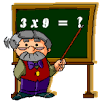 3 x 9 = ?